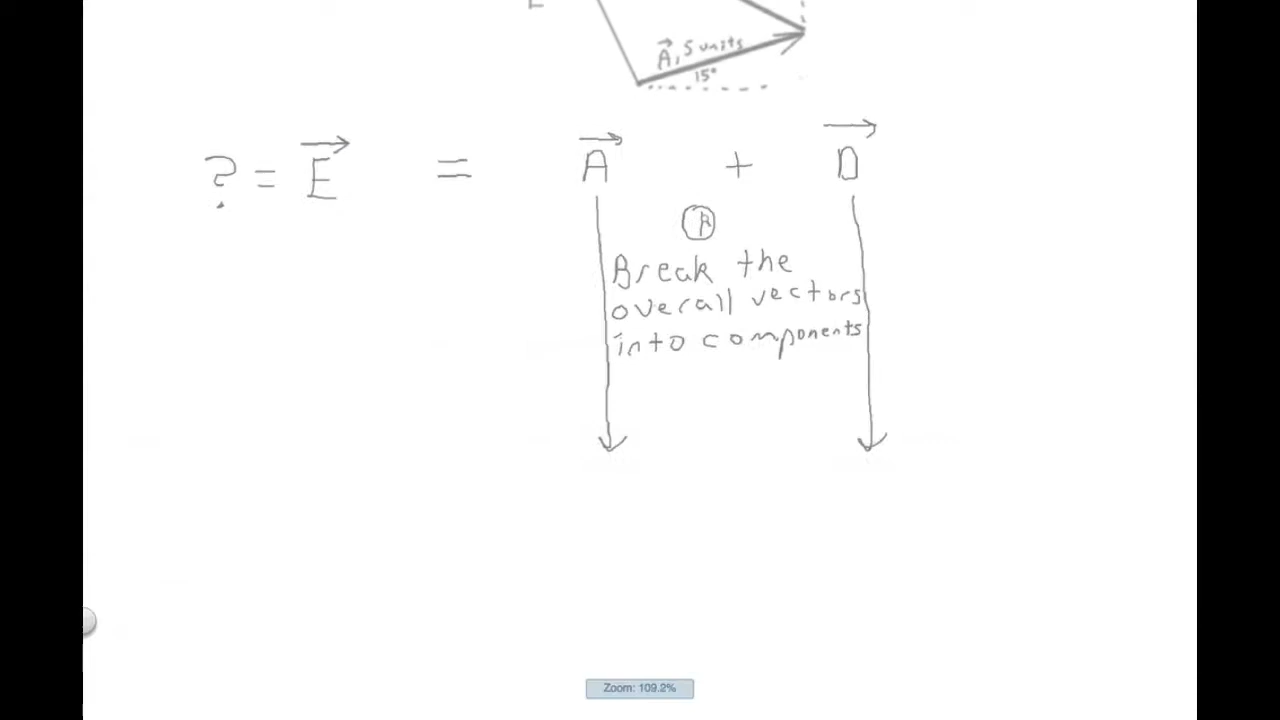 E
A, 5 units
15°
? = E = A + D
Break the
overall vectors
into components
Zoom: 109.2%